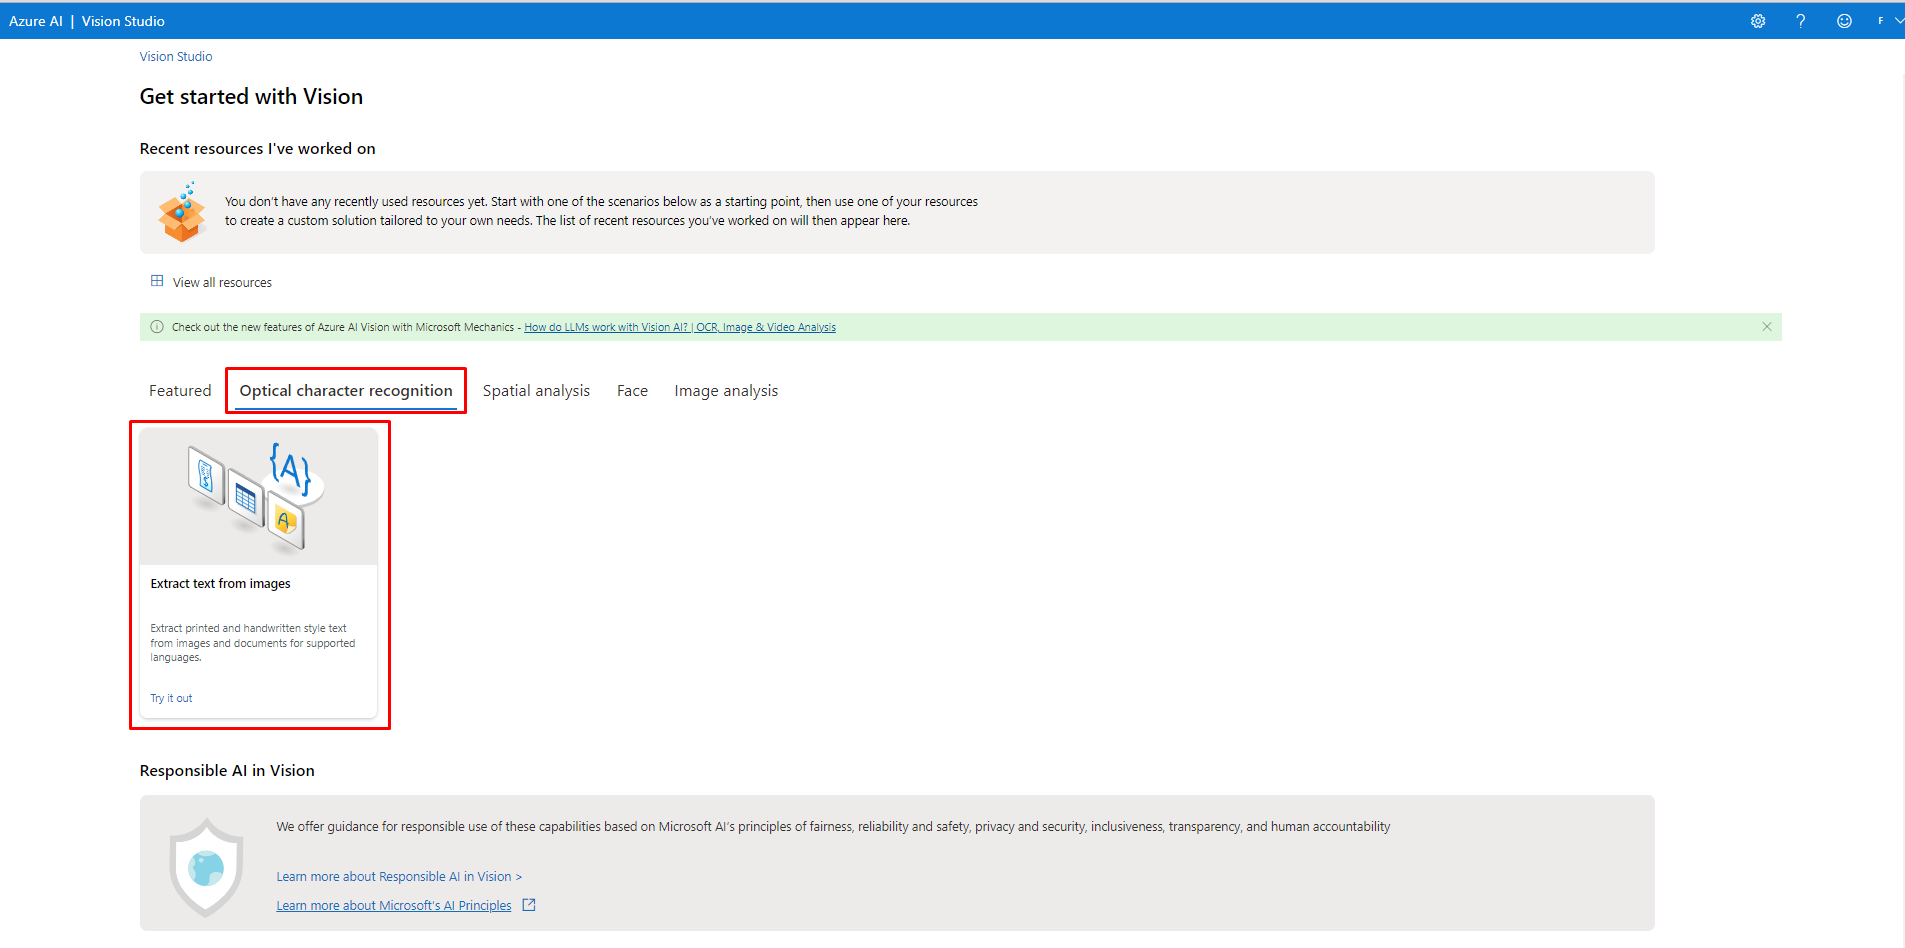 Azure AI | Vision Studio
? F
Vision Studio
Get started with Vision
Recent resources I've worked on
You don't have any recently used resources yet. Start with one of the scenarios below as a starting point, then use one of your resources
to create a custom solution tailored to your own needs. The list of recent resources you've worked on will then appear here.
View all resources
Check out the new features of Azure AI Vision with Microsoft Mechanics - How do LLMs work with Vision AI? | OCR, Image & Video Analysis
Featured Optical character recognition Spatial analysis Face Image analysis
{A}
A
Extract text from images
Extract printed and handwritten style text
from images and documents for supported
languages.
Try it out
Responsible AI in Vision
We offer guidance for responsible use of these capabilities based on Microsoft AI's principles of fairness, reliability and safety, privacy and security, inclusiveness, transparency, and human accountability
Learn more about Responsible AI in Vision >
Learn more about Microsoft's AI Principles